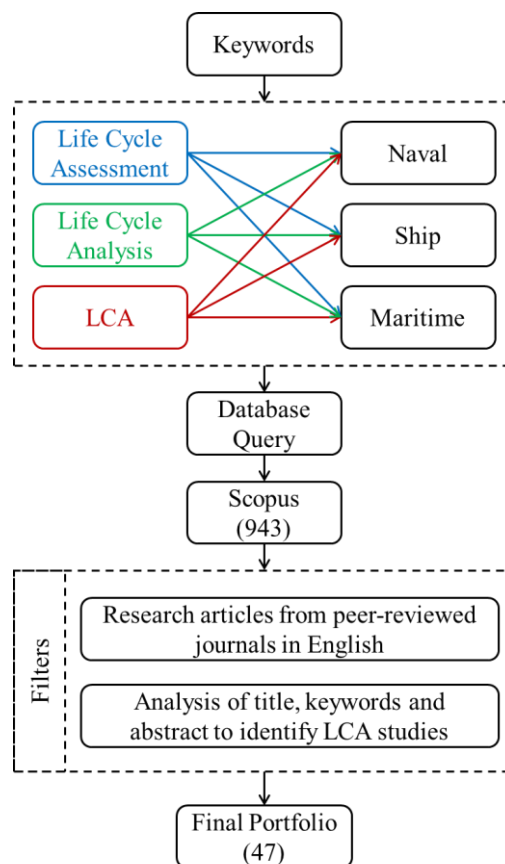 Keywords
Life Cycle
Assessment
Naval
Life Cycle
Analysis
Ship
LCA
Maritime
Database
Query
Scopus
(943)
Filters
Research articles from peer-reviewed
journals in English
Analysis of title, keywords and
abstract to identify LCA studies
Final Portfolio
(47)